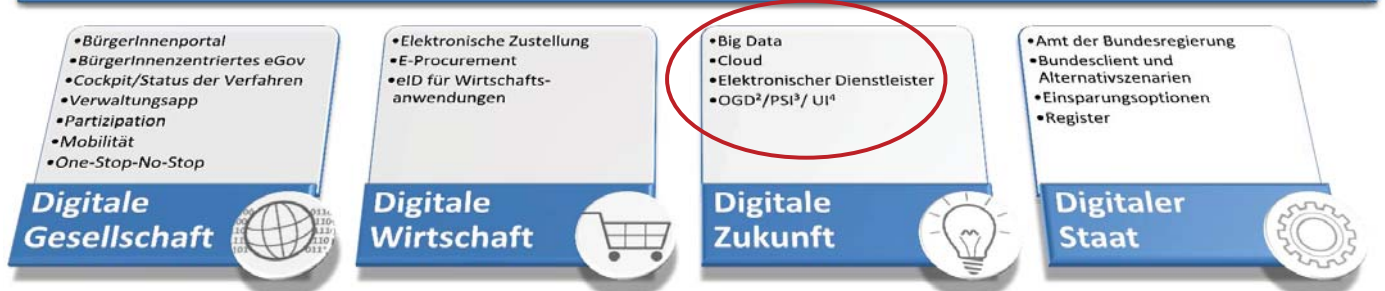 •BürgerInnenportal
•BürgerInnenzentriertes eGov
•Cockpit/Status der Verfahren
•Verwaltungsapp
•Partizipation
•Mobilität
•One-Stop-No-Stop
Digitale
Gesellschaft
•Elektronische Zustellung
•E-Procurement
•eID für Wirtschafts-
anwendungen
Digitale
Wirtschaft
•Big Data
•Cloud
•Elektronischer Dienstleister
•OGD²/PSI³/ UI⁴
Digitale
Zukunft
•Amt der Bundesregierung
•Bundesclient und
Alternativszenarien
•Einsparungsoptionen
•Register
Digitaler
Staat